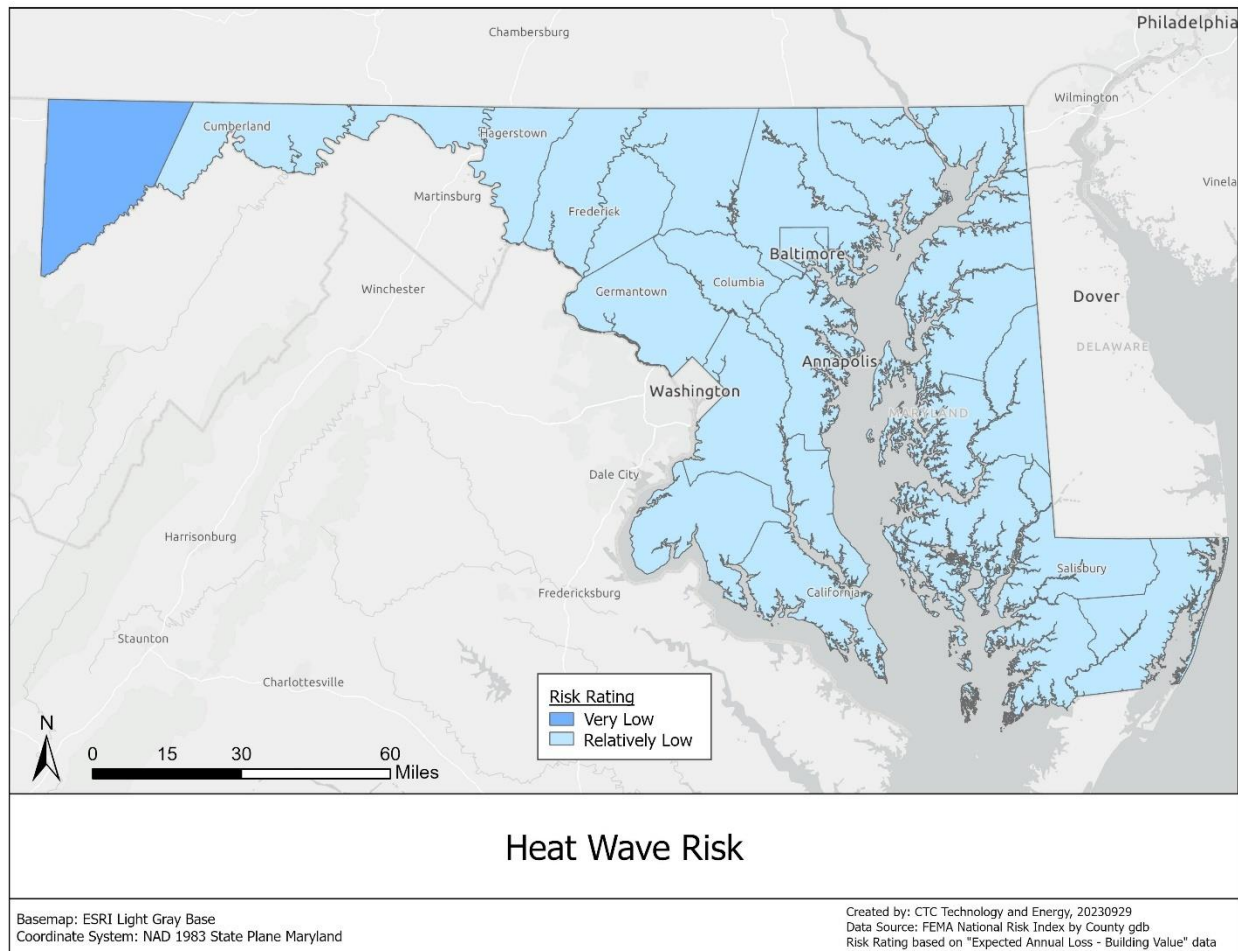 Philadelphia
Chambersburg
Wilmington
Cumberland
Hagerstown
Vinela
Martinsburg
Frederick
Baltimore
Winchester
Germantown
Columbia
Dover
DELAWARE
Annapolis
Washington
MARYLAND
Dale City
Harrisonburg
Salisbury
Fredericksburg
California
Staunton
Charlottesville
Risk Rating
Very Low
Relatively Low
N
0 15 30 60
Miles
Heat Wave Risk
Basemap: ESRI Light Gray Base
Coordinate System: NAD 1983 State Plane Maryland
Created by: CTC Technology and Energy, 20230929
Data Source: FEMA National Risk Index by County gdb
Risk Rating based on "Expected Annual Loss - Building Value" data